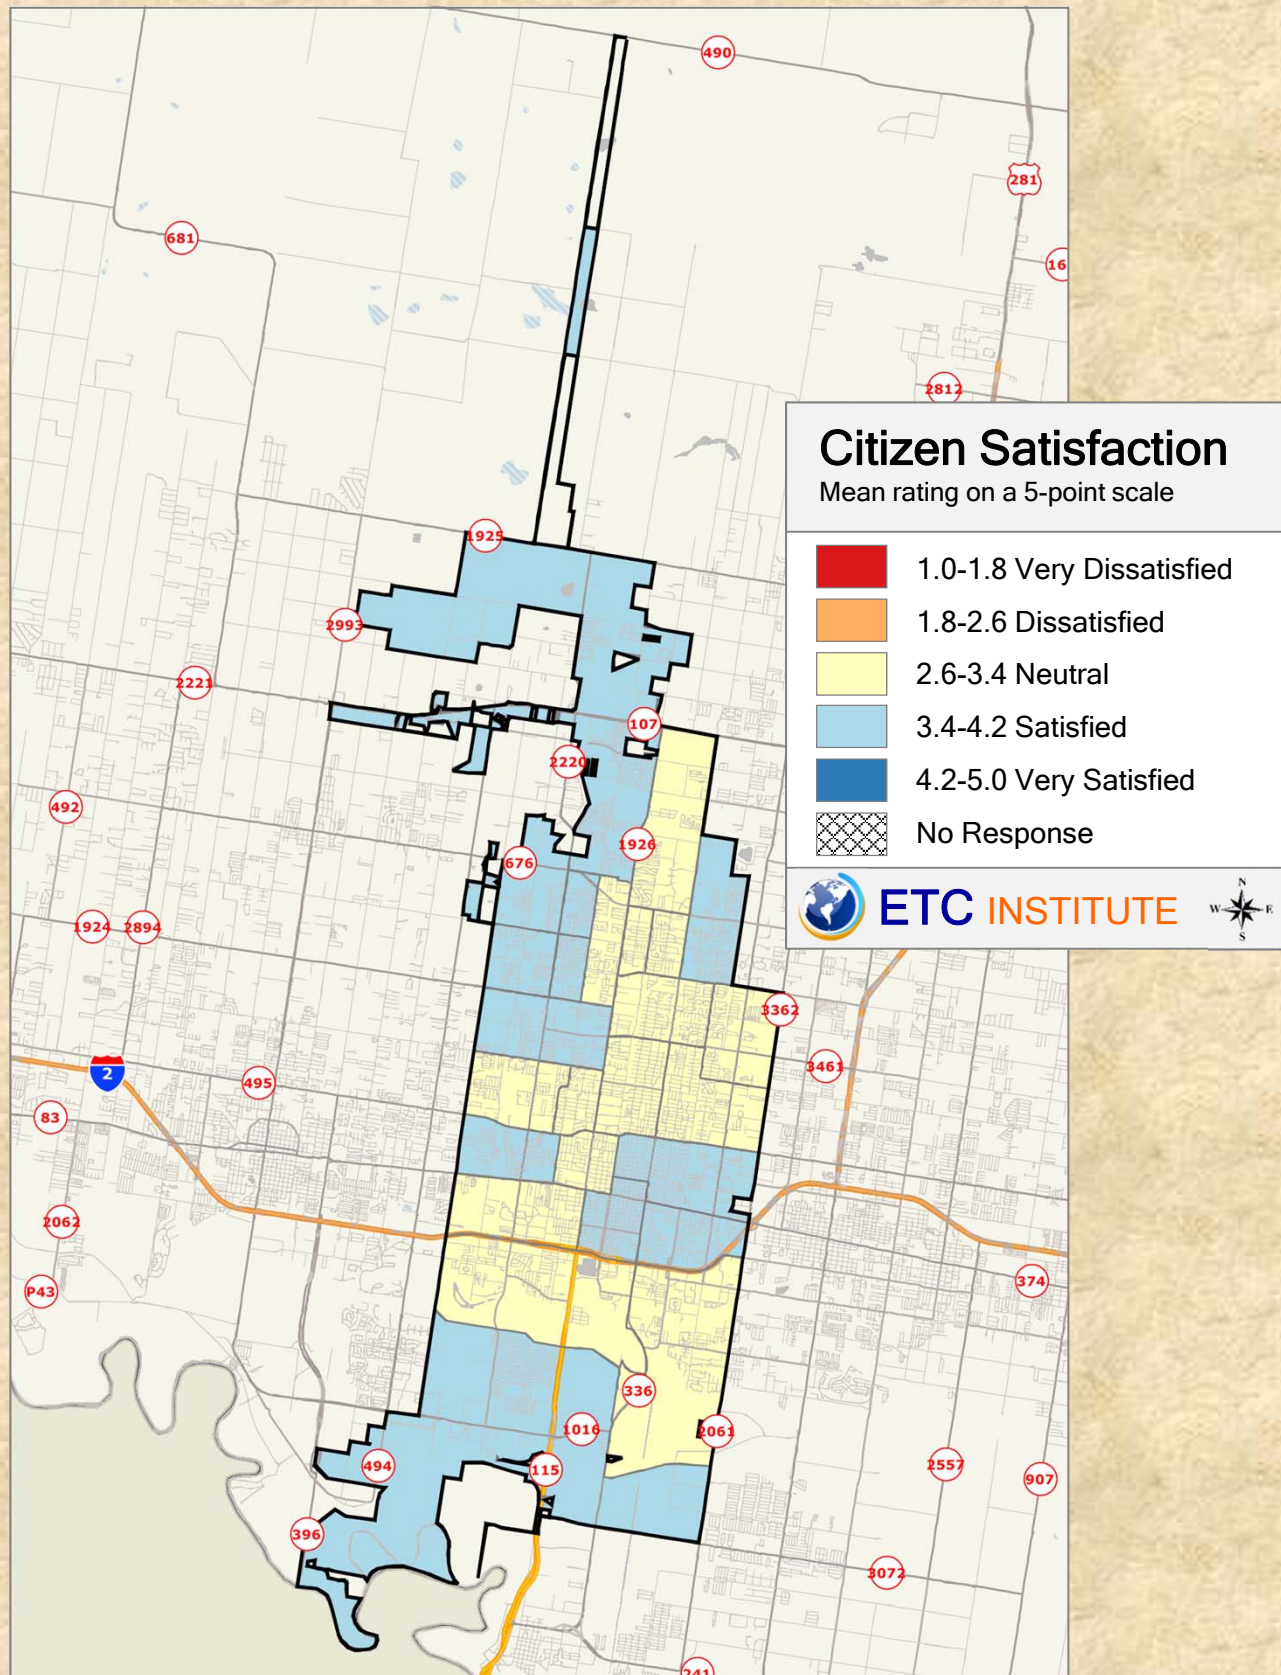 490
281
681
16
2812
Citizen Satisfaction
Mean rating on a 5-point scale
1.0-1.8 Very Dissatisfied
1.8-2.6 Dissatisfied
2.6-3.4 Neutral
3.4-4.2 Satisfied
4.2-5.0 Very Satisfied
No Response
ETC INSTITUTE
N
W
E
S
1925
2993
2221
107
2220
492
1926
676
1924
2894
3362
2
3461
495
83
2062
P43
374
336
1016
2061
494
115
2557
907
396
3072
241